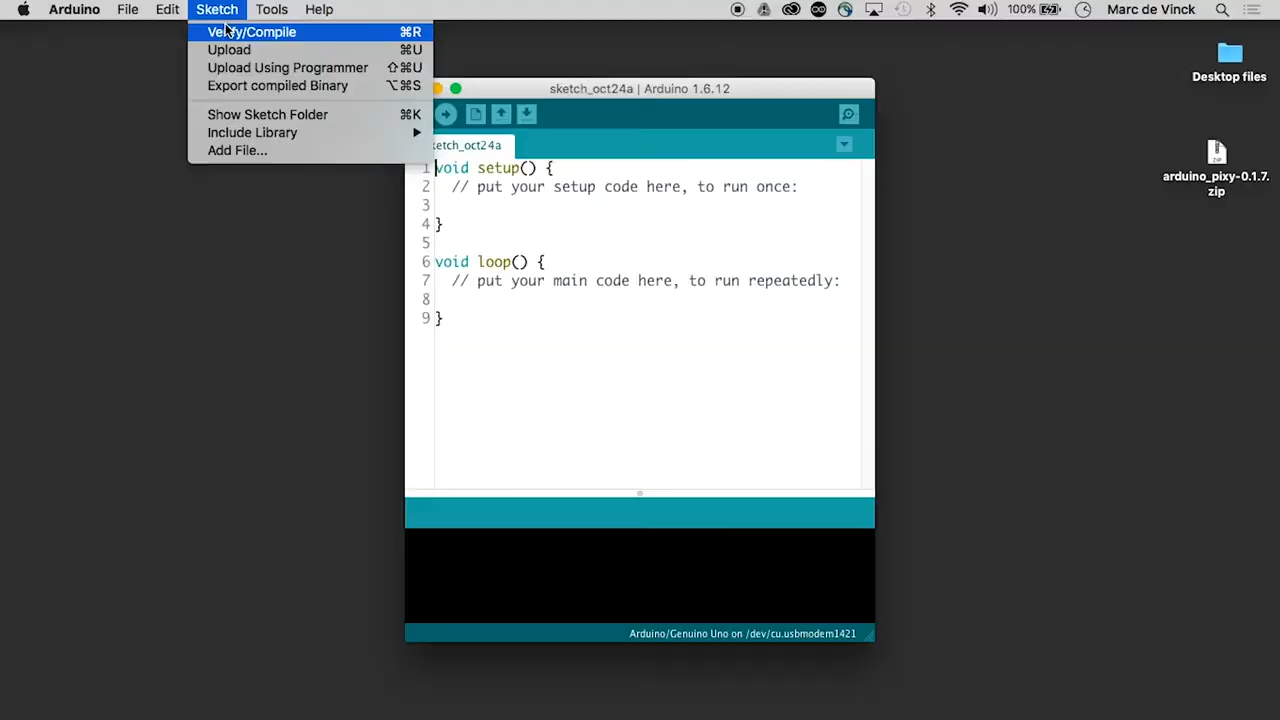 Arduino File Edit Sketch Tools Help 100% Marc de Vinck
Verify/Compile ⌘R
Upload ⌘U
Upload Using Programmer ⇧⌘U
Export compiled Binary ⌥⌘S
Show Sketch Folder ⌘K
Include Library
Add File...
Desktop files
ZIP
arduino_pixy-0.1.7.
zip
sketch_oct24a | Arduino 1.6.12
ketch_oct24a
1 void setup() {
2 // put your setup code here, to run once:
3
4 }
5
6 void loop() {
7 // put your main code here, to run repeatedly:
8
9 }
Arduino/Genuino Uno on /dev/cu.usbmodem1421